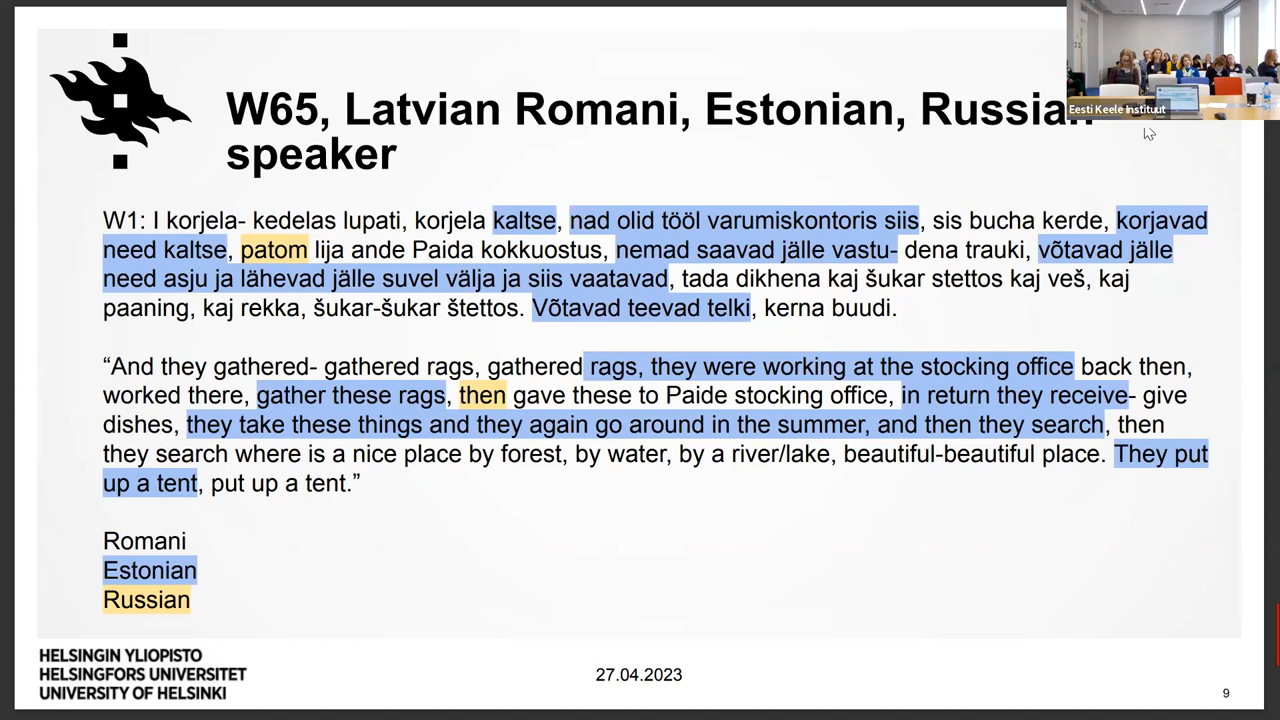 Eesti Keele Instituut
W65, Latvian Romani, Estonian, Russian
speaker
W1: I korjela- kedelas lupati, korjela kaltse, nad olid tööl varumiskontoris siis, sis bucha kerde, korjavad
need kaltse, patom lija ande Paida kokkuostus, nemad saavad jälle vastu- dena trauki, võtavad jälle
need asju ja lähevad jälle suvel välja ja siis vaatavad, tada dikhena kaj šukar stettos kaj veš, kaj
paaning, kaj rekka, šukar-šukar štettos. Võtavad teevad telki, kerna buudi.
“And they gathered- gathered rags, gathered rags, they were working at the stocking office back then,
worked there, gather these rags, then gave these to Paide stocking office, in return they receive- give
dishes, they take these things and they again go around in the summer, and then they search, then
they search where is a nice place by forest, by water, by a river/lake, beautiful-beautiful place. They put
up a tent, put up a tent.”
Romani
Estonian
Russian
HELSINGIN YLIOPISTO
HELSINGFORS UNIVERSITET
UNIVERSITY OF HELSINKI
27.04.2023
9